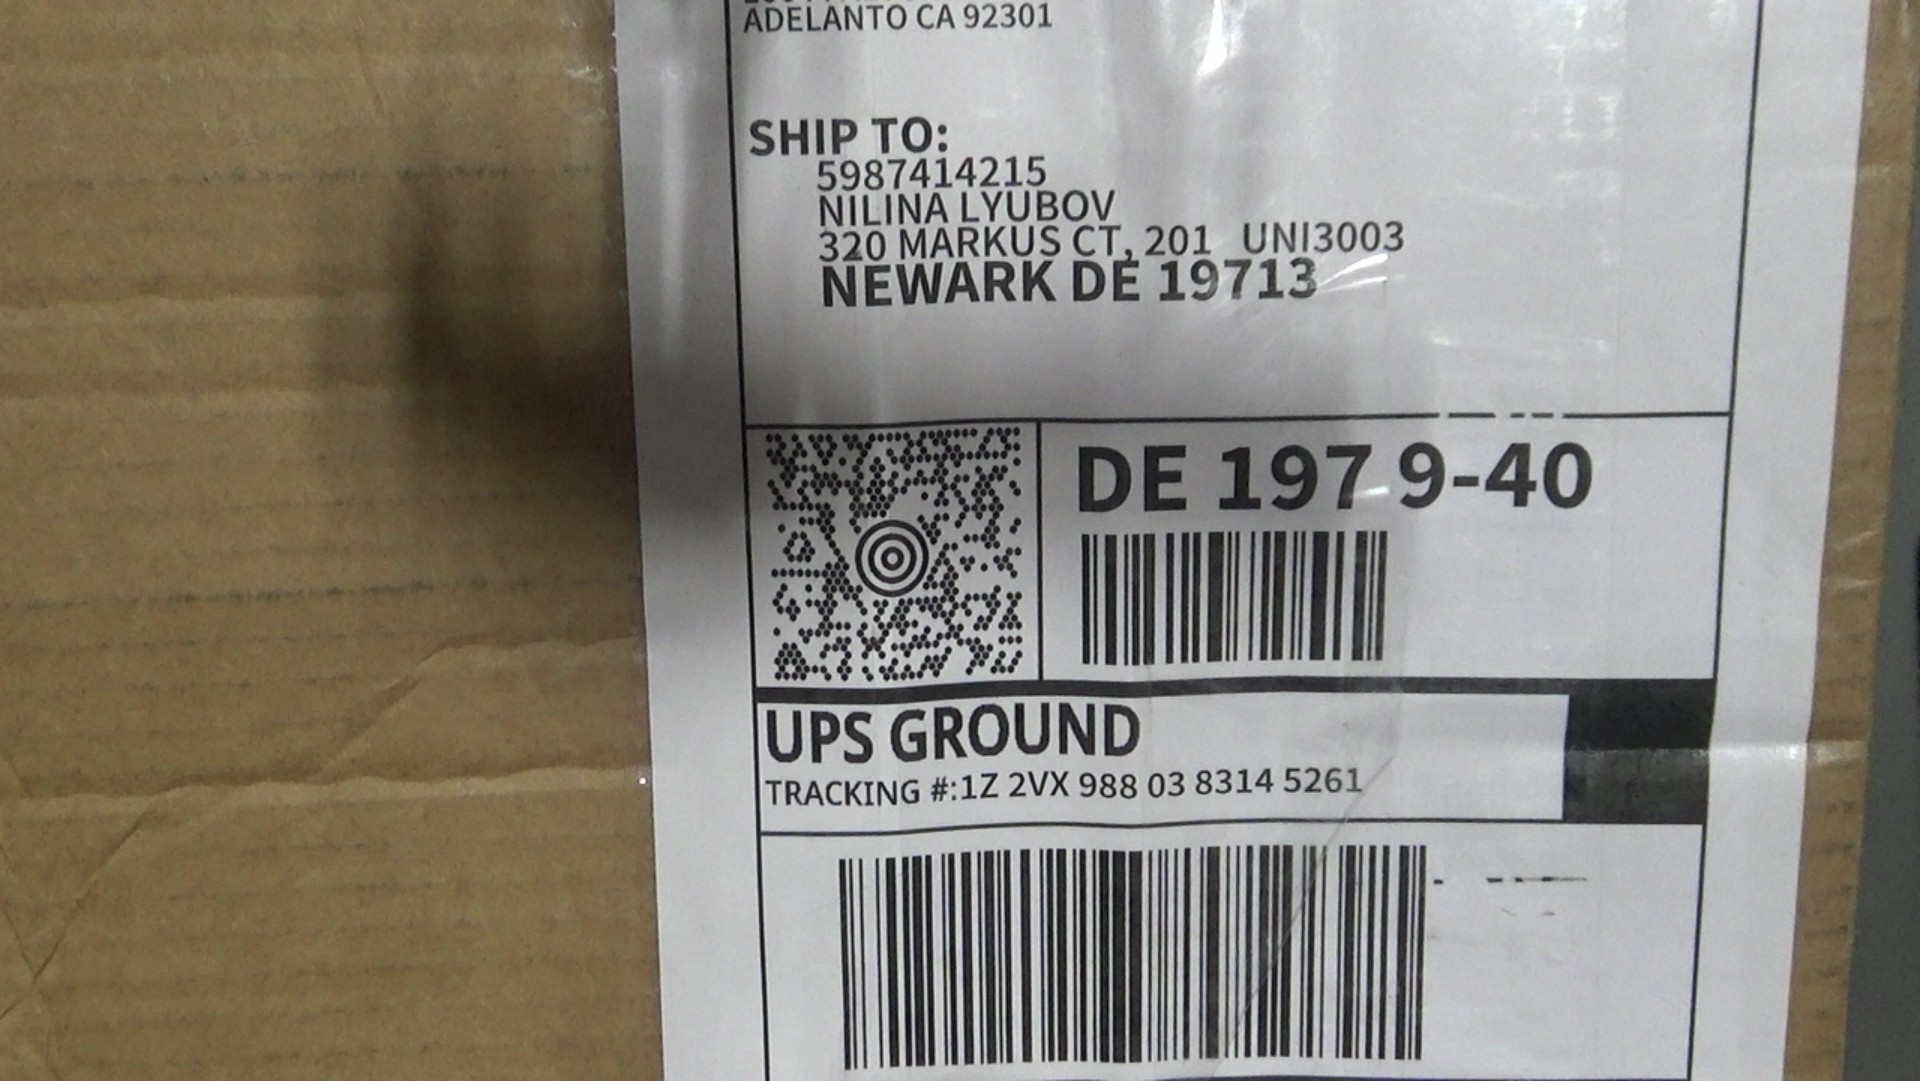 ADELANTO CA 92301
SHIP TO:
5987414215
NILINA LYUBOV
320 MARKUS CT, 201 UNI3003
NEWARK DE 19713
DE 197 9-40
UPS GROUND
TRACKING #:1Z 2VX 988 03 8314 5261